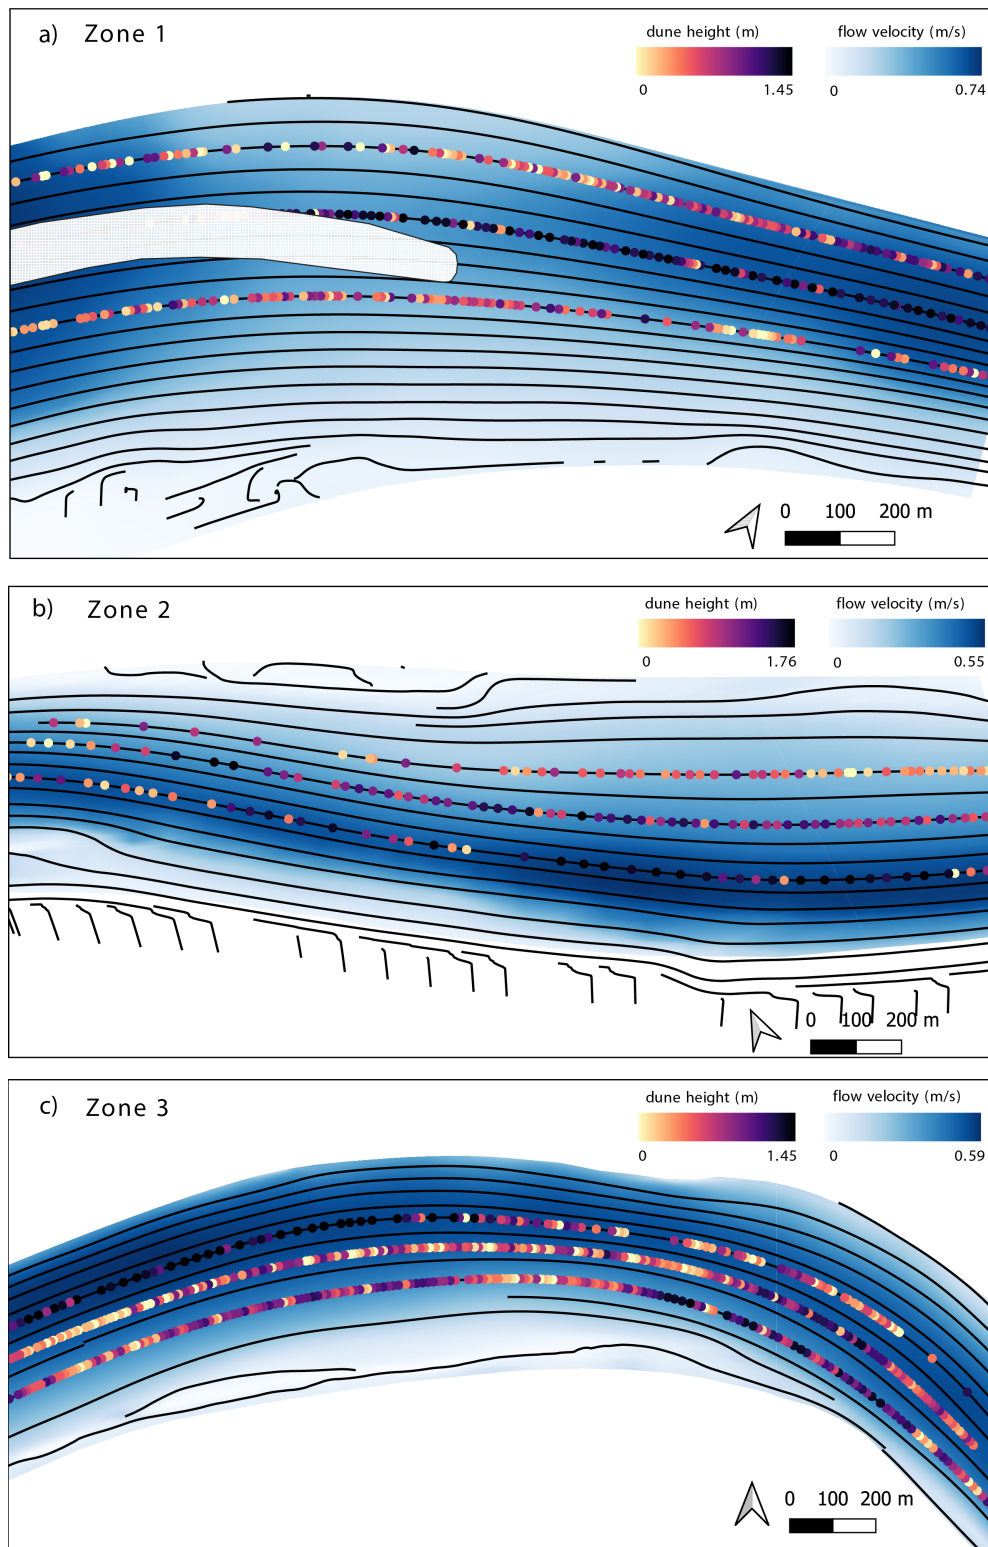 a) Zone 1
dune height (m) flow velocity (m/s)
0 1.45 0 0.74
0 100 200 m
b) Zone 2
dune height (m) flow velocity (m/s)
0 1.76 0 0.55
0 100 200 m
c) Zone 3
dune height (m) flow velocity (m/s)
0 1.45 0 0.59
0 100 200 m